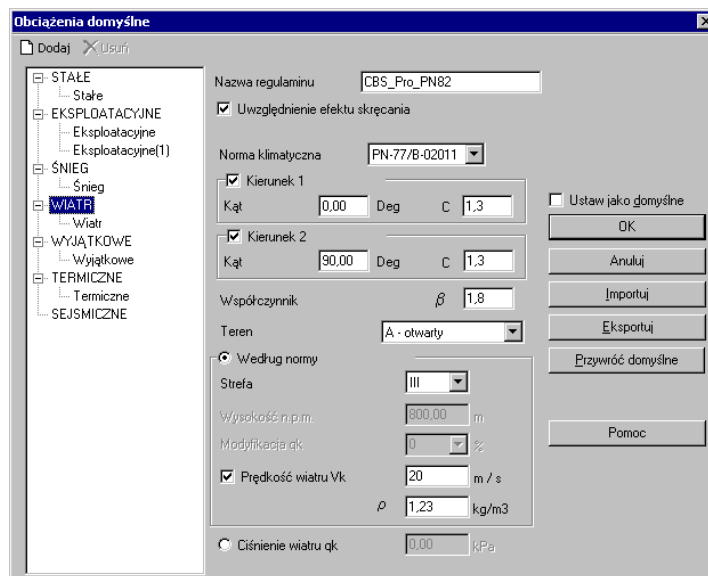 Obciążenia domyślne
Dodaj Usuń
STAŁE
Stałe
EKSPLOATACYJNE
Eksploatacyjne
Eksploatacyjne(1)
ŚNIEG
Śnieg
WIATR
Wiatr
WYJĄTKOWE
Wyjątkowe
TERMICZNE
Termiczne
SEJSMICZNE
Nazwa regulaminu CBS_Pro_PN82
Uwzględnienie efektu skręcania
Norma klimatyczna PN-77/B-02011
Kierunek 1
Kąt 0,00 Deg C 1,3
Kierunek 2
Kąt 90,00 Deg C 1,3
Współczynnik β 1,8
Teren A - otwarty
Według normy
Strefa III
Wysokość n.p.m. 800,00 m
Modyfikacja qk 0 %
Prędkość wiatru Vk 20 m / s
ρ 1,23 kg/m3
Ciśnienie wiatru qk 0,00 kPa
Ustaw jako domyślne
OK
Anuluj
Importuj
Eksportuj
Przywróć domyślne
Pomoc